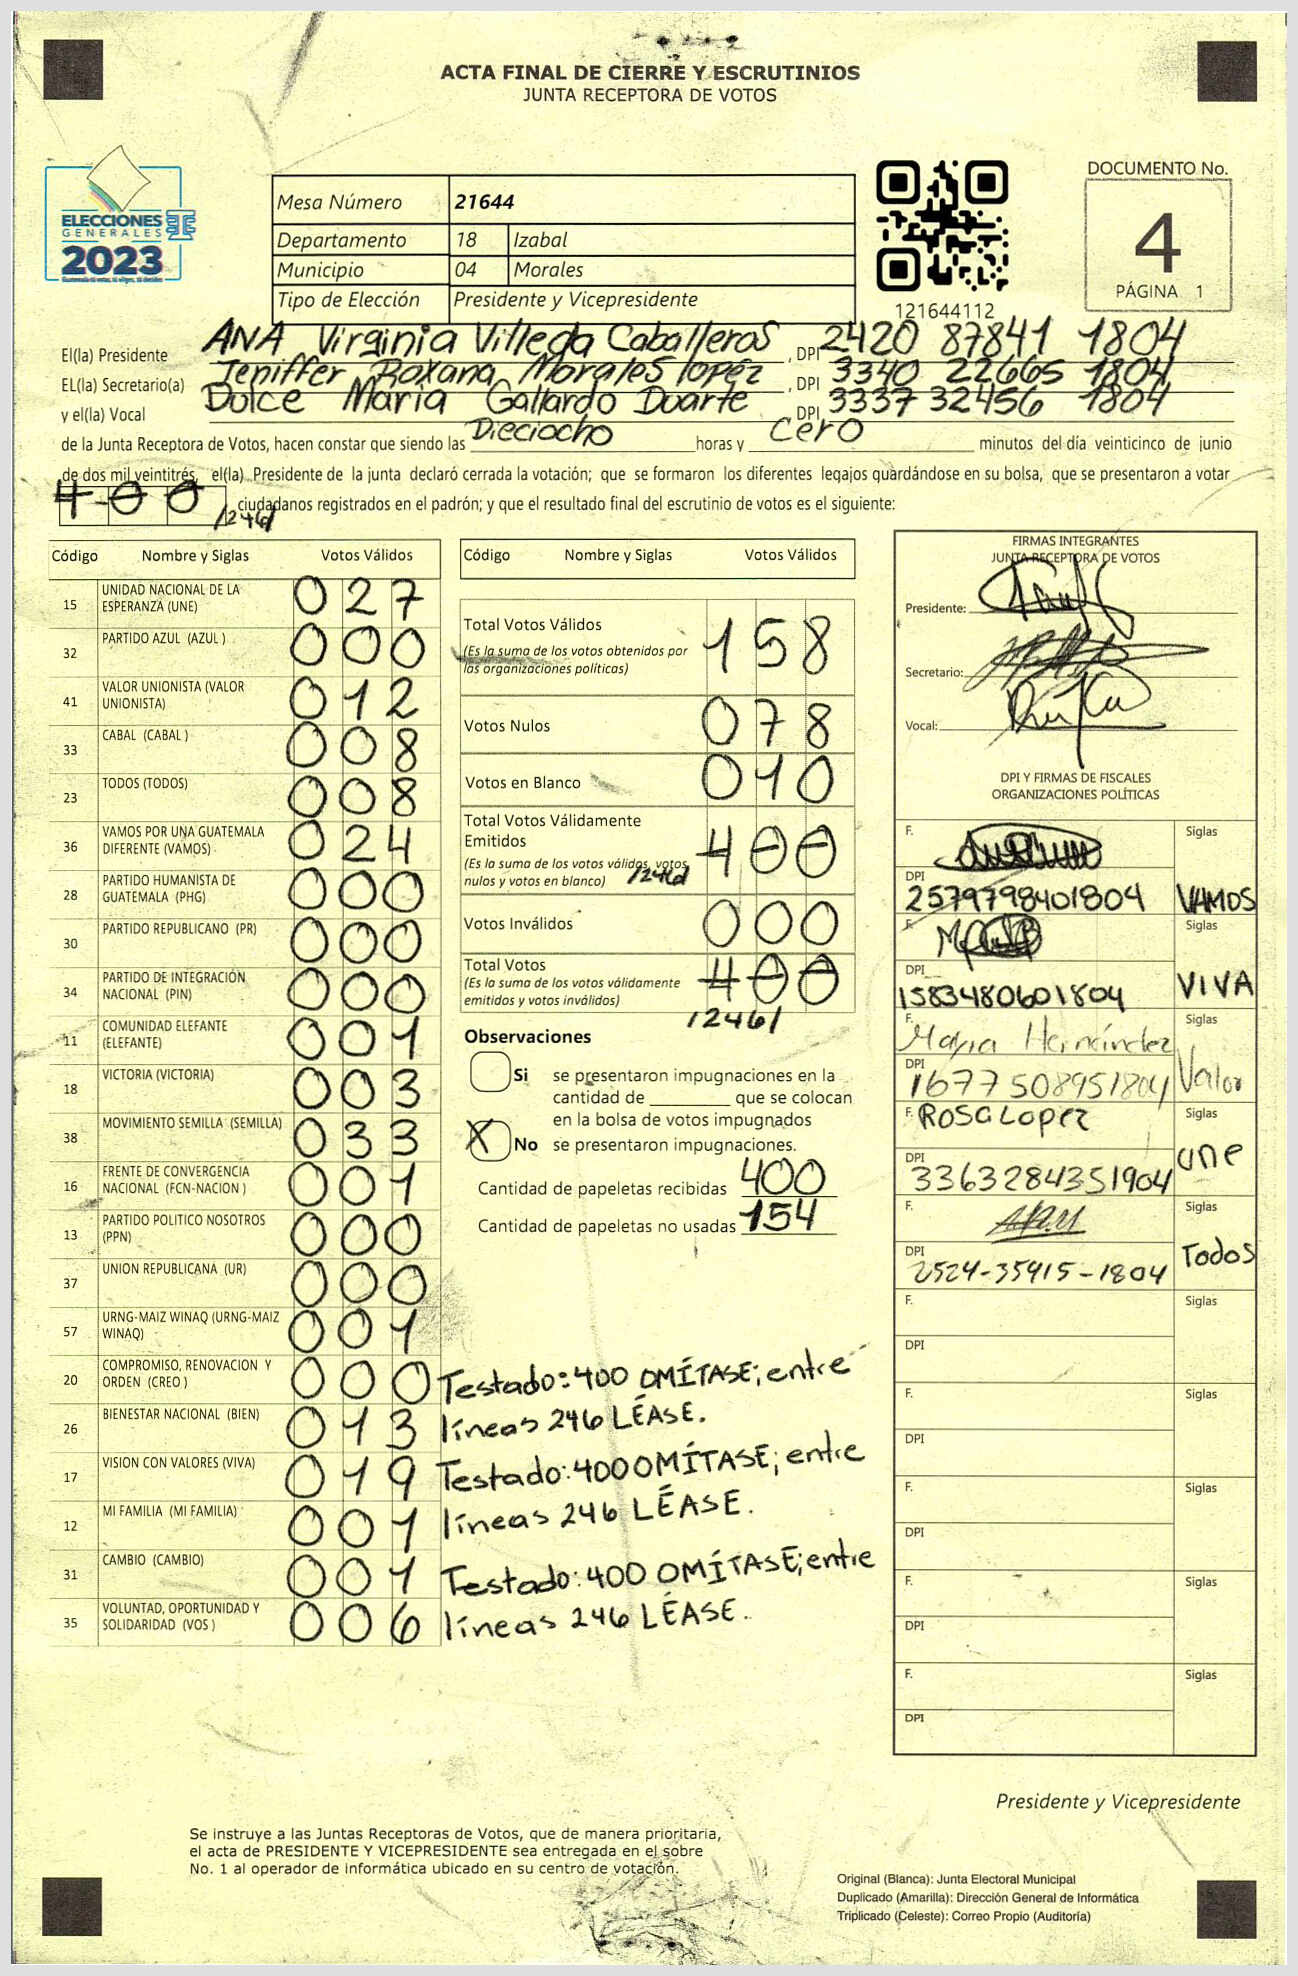 ACTA FINAL DE CIERRE Y ESCRUTINIOS
JUNTA RECEPTORA DE VOTOS
ELECCIONES
GENERALES
2023
Mesa Número 21644
Departamento 18 Izabal
Municipio 04 Morales
Tipo de Elección Presidente y Vicepresidente
121644112
DOCUMENTO No.
4
PÁGINA 1
El(la) Presidente ANA Virginia Villeda Caballeros , DPI 2420 87841 1804
EL(la) Secretario(a) Jeniffer Roxana Morales lopéz , DPI 3340 22665 1804
y el(la) Vocal Dulce María Gallardo Duarte , DPI 3337 32456 1804
de la Junta Receptora de Votos, hacen constar que siendo las Dieciocho horas y cero minutos del día veinticinco de junio
de dos mil veintitrés, el(la) Presidente de la junta declaró cerrada la votación; que se formaron los diferentes legajos quàrdándose en su bolsa, que se presentaron a votar
400 /246/ ciudadanos registrados en el padrón; y que el resultado final del escrutinio de votos es el siguiente:
Código Nombre y Siglas Votos Válidos
15 UNIDAD NACIONAL DE LA ESPERANZA (UNE) 027
32 PARTIDO AZUL (AZUL ) 000
41 VALOR UNIONISTA (VALOR UNIONISTA) 012
33 CABAL (CABAL ) 008
23 TODOS (TODOS) 008
36 VAMOS POR UNA GUATEMALA DIFERENTE (VAMOS) 024
28 PARTIDO HUMANISTA DE GUATEMALA (PHG) 000
30 PARTIDO REPUBLICANO (PR) 000
34 PARTIDO DE INTEGRACIÓN NACIONAL (PIN) 000
11 COMUNIDAD ELEFANTE (ELEFANTE) 001
18 VICTORIA (VICTORIA) 003
38 MOVIMIENTO SEMILLA (SEMILLA) 033
16 FRENTE DE CONVERGENCIA NACIONAL (FCN-NACION ) 001
13 PARTIDO POLITICO NOSOTROS (PPN) 000
37 UNION REPUBLICANA (UR) 000
57 URNG-MAIZ WINAQ (URNG-MAIZ WINAQ) 001
20 COMPROMISO, RENOVACION Y ORDEN (CREO ) 000
26 BIENESTAR NACIONAL (BIEN) 013
17 VISION CON VALORES (VIVA) 019
12 MI FAMILIA (MI FAMILIA) 001
31 CAMBIO (CAMBIO) 001
35 VOLUNTAD, OPORTUNIDAD Y SOLIDARIDAD (VOS ) 006
Código Nombre y Siglas Votos Válidos
Total Votos Válidos 158
(Es la suma de los votos obtenidos por
las organizaciones políticas)
Votos Nulos 078
Votos en Blanco 010
Total Votos Válidamente
Emitidos 400
(Es la suma de los votos válidos, votos
nulos y votos en blanco) /246/
Votos Inválidos 000
Total Votos 400
(Es la suma de los votos válidamente
emitidos y votos inválidos)
/246/
Observaciones
Si se presentaron impugnaciones en la
cantidad de ________ que se colocan
en la bolsa de votos impugnados
X No se presentaron impugnaciones.
Cantidad de papeletas recibidas 400
Cantidad de papeletas no usadas 154
Testado: 400 OMÍTASE; entre
líneas 246 LÉASE.
Testado: 400 OMÍTASE; entre
líneas 246 LÉASE.
Testado: 400 OMÍTASE; entre
líneas 246 LÉASE.
FIRMAS INTEGRANTES
JUNTA RECEPTORA DE VOTOS
Presidente:
Secretario:
Vocal:
DPI Y FIRMAS DE FISCALES
ORGANIZACIONES POLÍTICAS
F. Siglas
DPI 2579798401804 VAMOS
F. Siglas
DPI 1583480601804 VIVA
F. Mayra Hernández Siglas
DPI 1677508951804 Valor
F. ROSA LOPEZ Siglas
DPI 3363284351904 une
F. Siglas
DPI 2524-35915-1804 Todos
F. Siglas
DPI
F. Siglas
DPI
F. Siglas
DPI
F. Siglas
DPI
F. Siglas
DPI
Presidente y Vicepresidente
Se instruye a las Juntas Receptoras de Votos, que de manera prioritaria,
el acta de PRESIDENTE Y VICEPRESIDENTE sea entregada en el sobre
No. 1 al operador de informática ubicado en su centro de votación.
Original (Blanca): Junta Electoral Municipal
Duplicado (Amarilla): Dirección General de Informática
Triplicado (Celeste): Correo Propio (Auditoría)